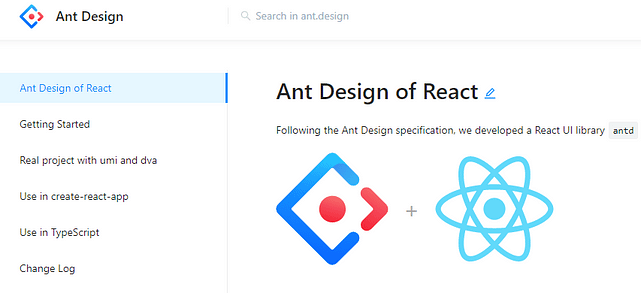 Ant Design
Search in ant.design
Ant Design of React
Getting Started
Real project with umi and dva
Use in create-react-app
Use in TypeScript
Change Log
Ant Design of React
Following the Ant Design specification, we developed a React UI library antd
+